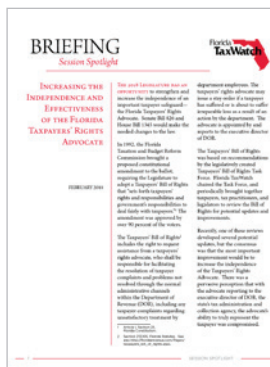 BRIEFING
Session Spotlight
Florida
TaxWatch
INCREASING THE
INDEPENDENCE AND
EFFECTIVENESS
OF THE FLORIDA
TAXPAYERS' RIGHTS
ADVOCATE
FEBRUARY 2018
THE 2018 LEGISLATURE HAS AN
OPPORTUNITY to strengthen and
increase the independence of an
important taxpayer safeguard—
the Florida Taxpayers' Rights
Advocate. Senate Bill 826 and
House Bill 1345 would make the
needed changes to the law.
In 1992, the Florida
Taxation and Budget Reform
Commission brought a
proposed constitutional
amendment to the ballot,
requiring the Legislature to
adopt a Taxpayers' Bill of Rights
that "sets forth taxpayers'
rights and responsibilities and
government's responsibilities to
deal fairly with taxpayers."¹ The
amendment was approved by
over 90 percent of the voters.
The Taxpayers' Bill of Rights²
includes the right to request
assistance from a taxpayers'
rights advocate, who shall be
responsible for facilitating
the resolution of taxpayer
complaints and problems not
resolved through the normal
administrative channels
within the Department of
Revenue (DOR), including any
taxpayer complaints regarding
unsatisfactory treatment by
department employees. The
taxpayers' rights advocate may
issue a stay order if a taxpayer
has suffered or is about to suffer
irreparable loss as a result of an
action by the department. The
advocate is appointed by and
reports to the executive director
of DOR.
The Taxpayers' Bill of Rights
was based on recommendations
by the legislatively created
Taxpayers' Bill of Rights Task
Force. Florida TaxWatch
chaired the Task Force, and
periodically brought together
taxpayers, tax practitioners, and
legislators to review the Bill of
Rights for potential updates and
improvements.
Recently, one of these reviews
developed several potential
updates, but the consensus
was that the most important
improvement would be to
increase the independence
of the Taxpayers' Rights
Advocate. There was a
pervasive perception that with
the advocate reporting to the
executive director of DOR, the
state's tax administration and
collection agency, the advocate's
ability to truly represent the
taxpayer was compromised.
SESSION SPOTLIGHT